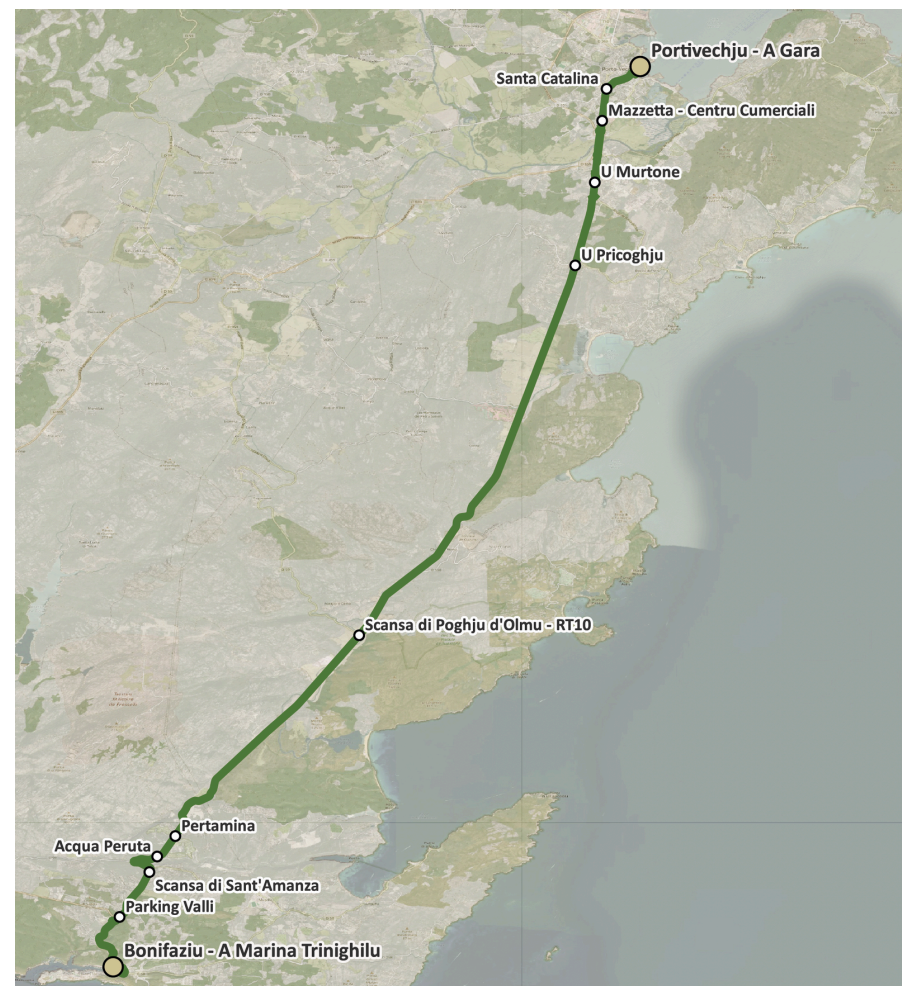 Portivechju - A Gara
Santa Catalina
Mazzetta - Centru Cumerciali
U Murtone
U Pricoghju
Scansa di Poghju d'Olmu - RT10
Pertamina
Acqua Peruta
Scansa di Sant'Amanza
Parking Valli
Bonifaziu - A Marina Trinighilu